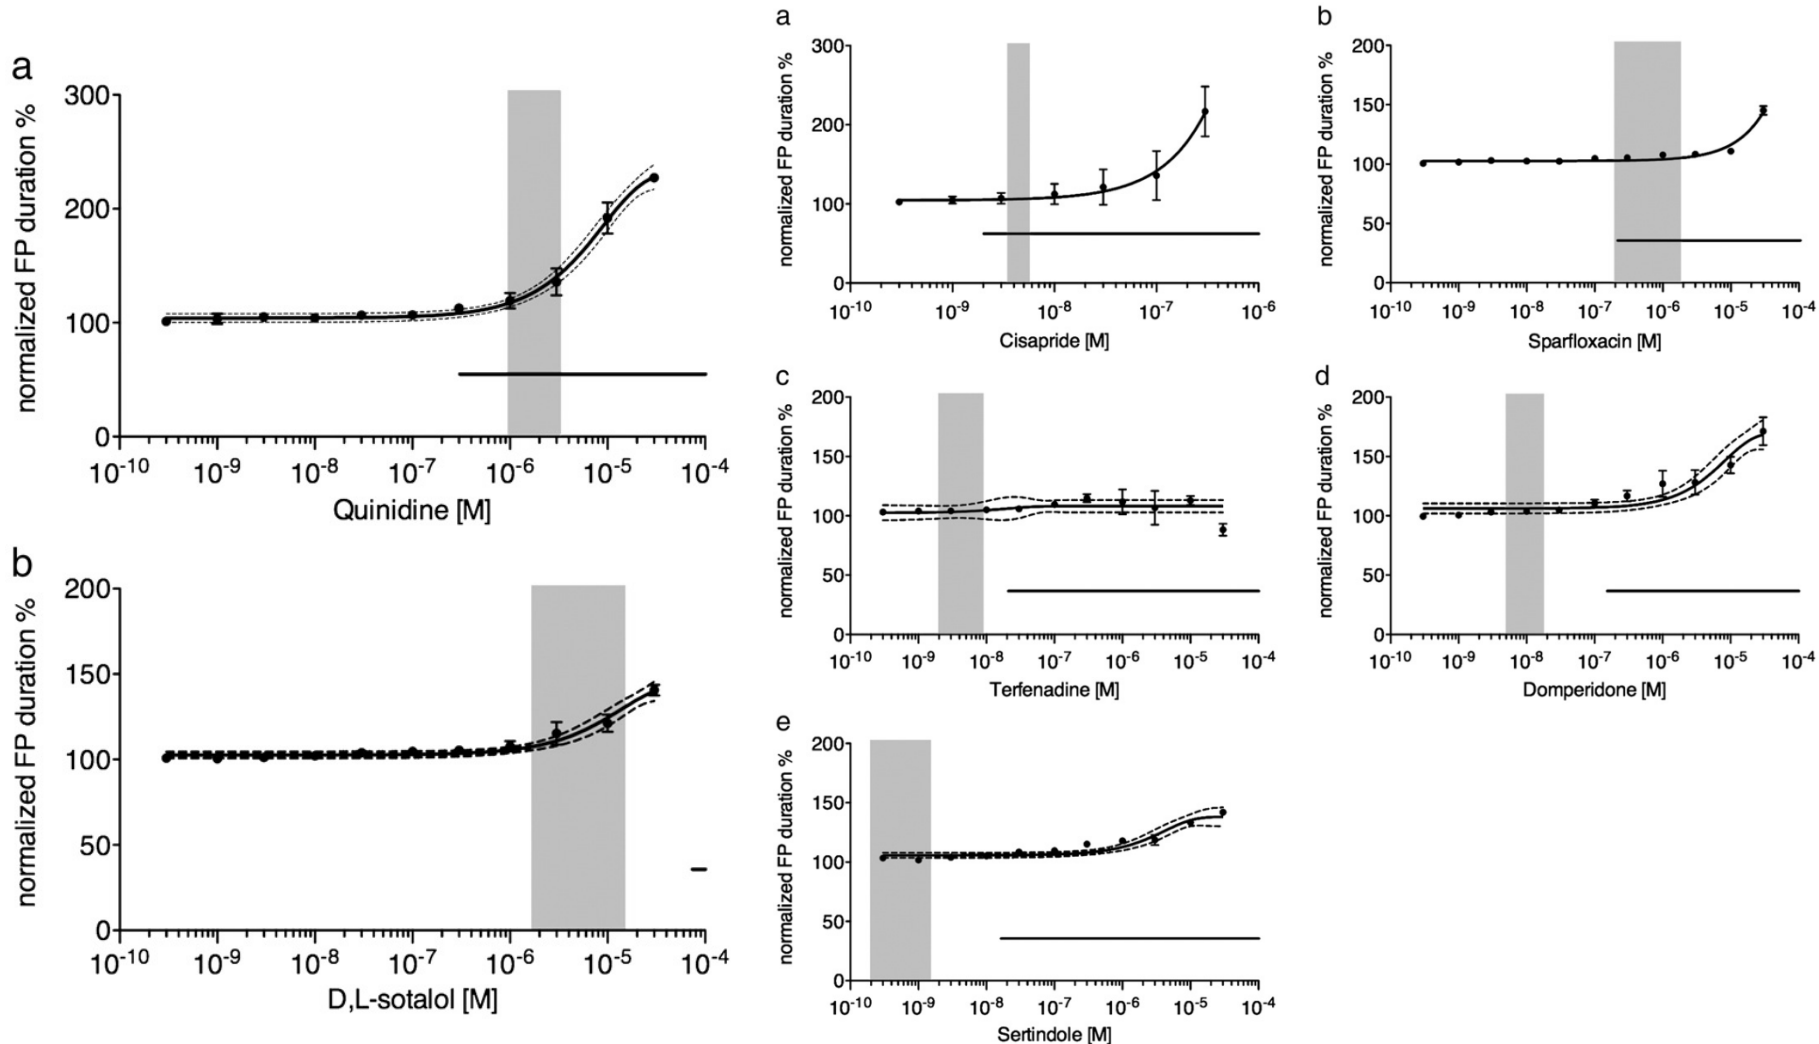 a
normalized FP duration %
300
200
100
0
10-10 10-9 10-8 10-7 10-6 10-5 10-4
Quinidine [M]
b
normalized FP duration %
200
150
100
50
0
10-10 10-9 10-8 10-7 10-6 10-5 10-4
D,L-sotalol [M]
a
normalized FP duration %
300
200
100
0
10-10 10-9 10-8 10-7 10-6
Cisapride [M]
b
normalized FP duration %
200
150
100
50
0
10-10 10-9 10-8 10-7 10-6 10-5 10-4
Sparfloxacin [M]
c
normalized FP duration %
200
150
100
50
0
10-10 10-9 10-8 10-7 10-6 10-5 10-4
Terfenadine [M]
d
normalized FP duration %
200
150
100
50
0
10-10 10-9 10-8 10-7 10-6 10-5 10-4
Domperidone [M]
e
normalized FP duration %
200
150
100
50
0
10-10 10-9 10-8 10-7 10-6 10-5 10-4
Sertindole [M]